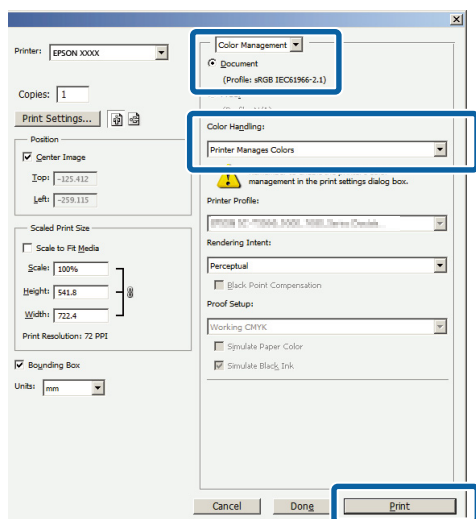 Printer:
EPSON XXXX
Copies:
1
Print Settings...
Position
Center Image
Top:
-125.412
Left:
-259.115
Scaled Print Size
Scale to Fit Media
Scale:
100%
Height:
541.8
Width:
722.4
Print Resolution: 72 PPI
Bounding Box
Units:
mm
Color Management
Document
(Profile: sRGB IEC61966-2.1)
Color Handling:
Printer Manages Colors
management in the print settings dialog box.
Printer Profile:
Rendering Intent:
Perceptual
Black Point Compensation
Proof Setup:
Working CMYK
Simulate Paper Color
Simulate Black Ink
Cancel
Done
Print